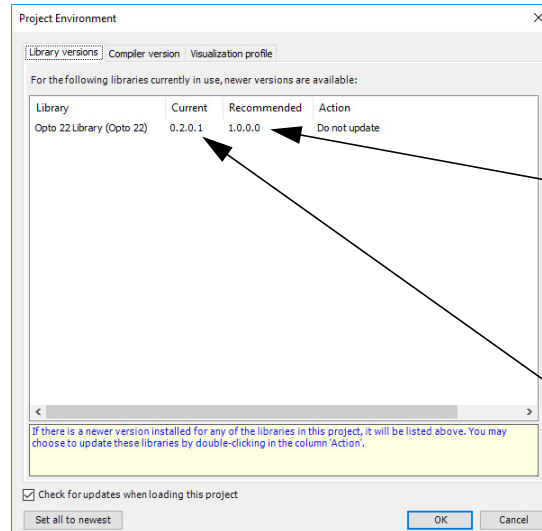 Project Environment
Library versions Compiler version Visualization profile
For the following libraries currently in use, newer versions are available:
Library Current Recommended Action
Opto 22 Library (Opto 22) 0.2.0.1 1.0.0.0 Do not update
If there is a newer version installed for any of the libraries in this project, it will be listed above. You may
choose to update these libraries by double-clicking in the column 'Action'.
Check for updates when loading this project
Set all to newest OK Cancel